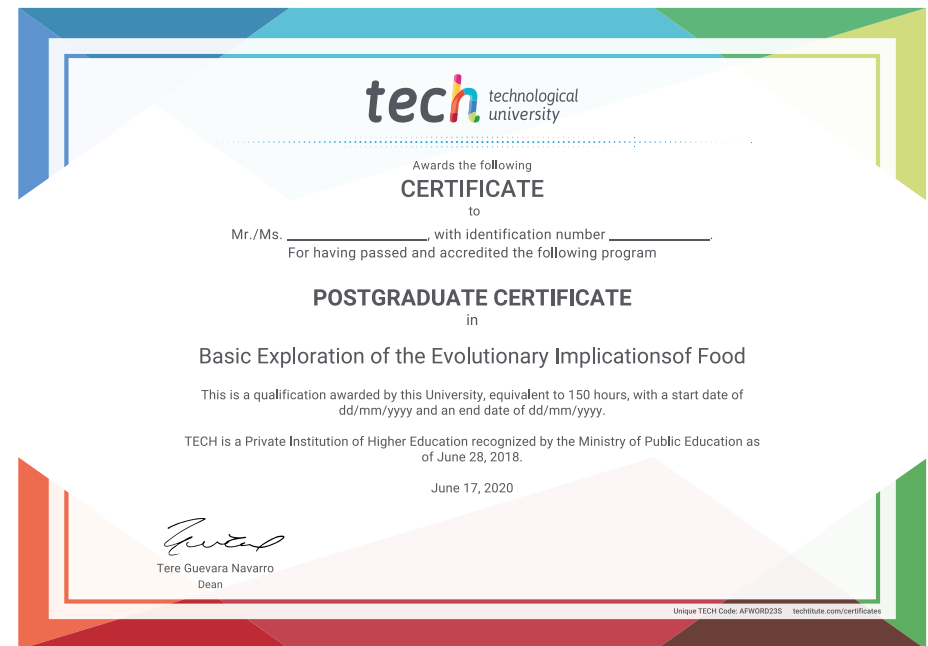 tech technological
university
Awards the following
CERTIFICATE
to
Mr./Ms. ____________________, with identification number ______________.
For having passed and accredited the following program
POSTGRADUATE CERTIFICATE
in
Basic Exploration of the Evolutionary Implicationsof Food
This is a qualification awarded by this University, equivalent to 150 hours, with a start date of
dd/mm/yyyy and an end date of dd/mm/yyyy.
TECH is a Private Institution of Higher Education recognized by the Ministry of Public Education as
of June 28, 2018.
June 17, 2020
Tere Guevara Navarro
Dean
Unique TECH Code: AFWORD23S techtitute.com/certificates